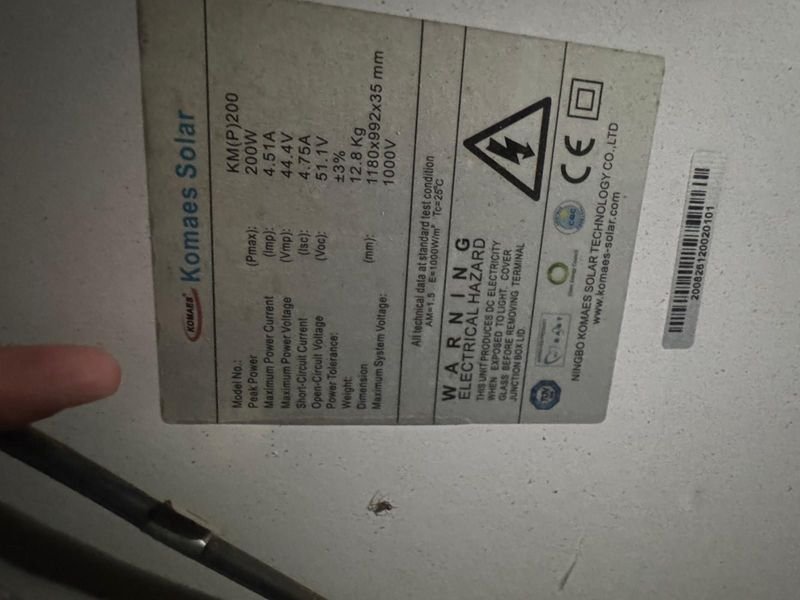 KOMAES
Komaes Solar
Model No.: KM(P)200
Peak Power (Pmax): 200W
Maximum Power Current (Imp): 4.51A
Maximum Power Voltage (Vmp): 44.4V
Short-Circuit Current (Isc): 4.75A
Open-Circuit Voltage (Voc): 51.1V
Power Tolerance: ±3%
Weight: 12.8 Kg
Dimension (mm): 1180x992x35 mm
Maximum System Voltage: 1000V
All technical data at standard test condition
AM=1.5 E=1000W/m² Tc=25°C
WARNING
ELECTRICAL HAZARD
THIS UNIT PRODUCES DC ELECTRICITY
WHEN EXPOSED TO LIGHT. COVER
GLASS BEFORE REMOVING TERMINAL
JUNCTION BOX LID.
TUV
CQC
CE
NINGBO KOMAES SOLAR TECHNOLOGY CO.,LTD
www.komaes-solar.com
200826120020101